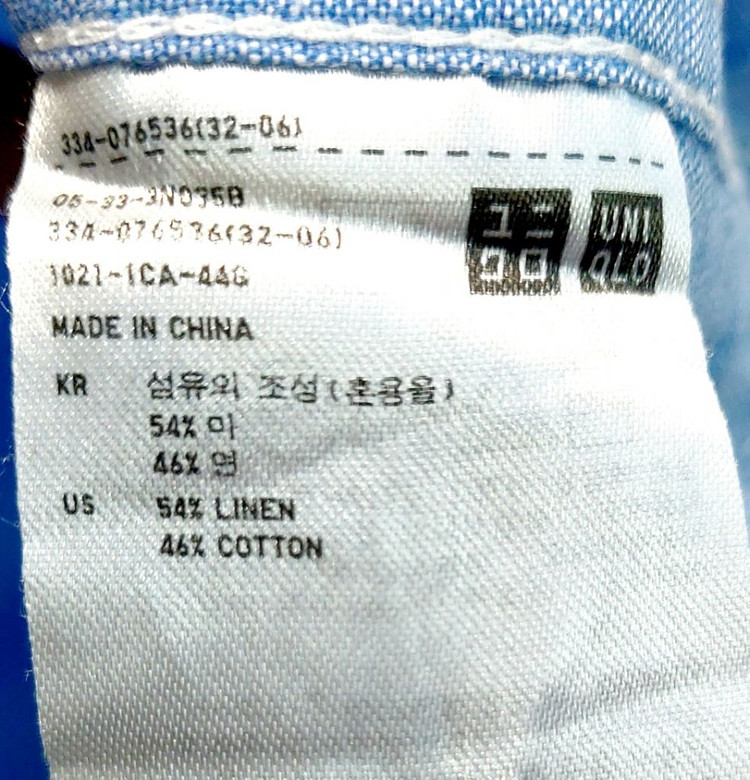 334-076536(32-06)
05-33-3N035B
334-076536(32-06)
1021-1CA-44G
ユニ
クロ
UNI
QLO
MADE IN CHINA
KR 섬유의 조성(혼용율)
54% 마
46% 면
US 54% LINEN
46% COTTON